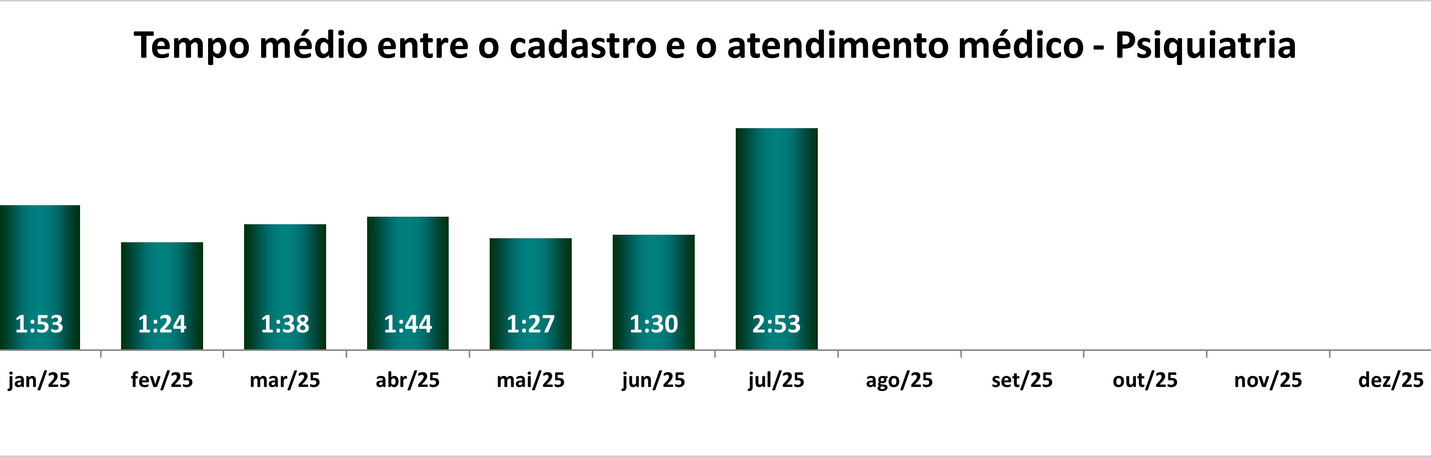 Tempo médio entre o cadastro e o atendimento médico - Psiquiatria
1:53 1:24 1:38 1:44 1:27 1:30 2:53
jan/25 fev/25 mar/25 abr/25 mai/25 jun/25 jul/25 ago/25 set/25 out/25 nov/25 dez/25